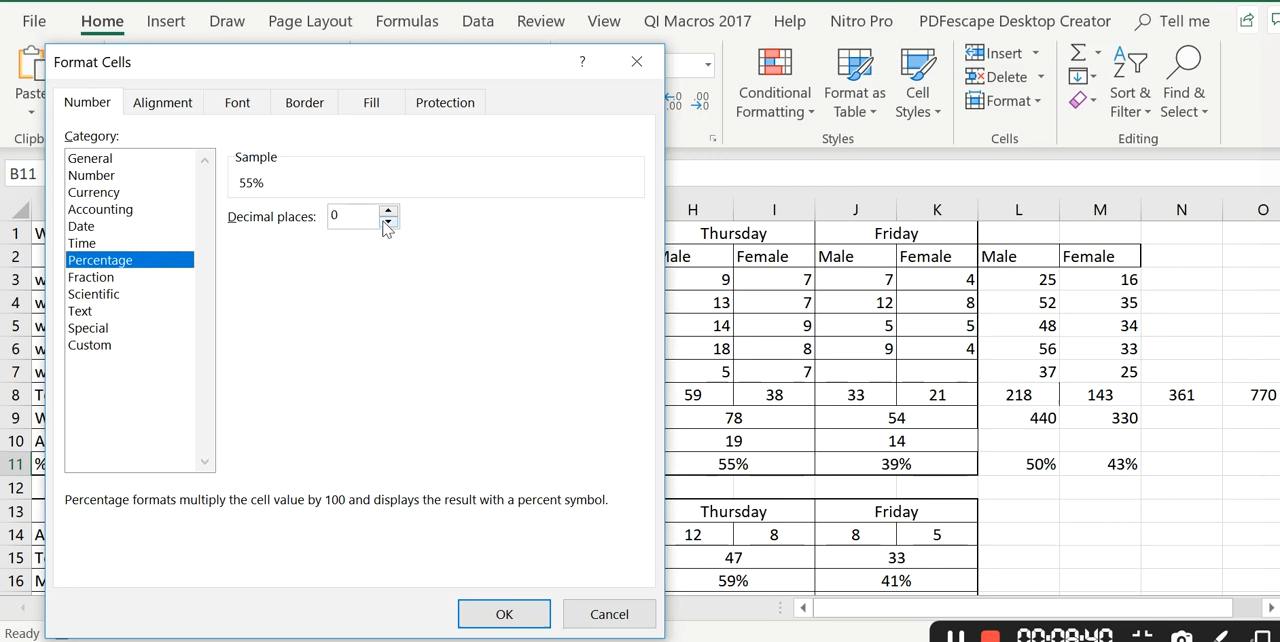 File Home Insert Draw Page Layout Formulas Data Review View QI Macros 2017 Help Nitro Pro PDFescape Desktop Creator Tell me
Format Cells ?
Insert
Delete
Format
Paste
Conditional Formatting
Format as Table
Cell Styles
Sort & Filter
Find & Select
Styles Cells Editing
Number Alignment Font Border Fill Protection
Category:
General
Number
Currency
Accounting
Date
Time
Percentage
Fraction
Scientific
Text
Special
Custom
Sample
55%
Decimal places: 0
Percentage formats multiply the cell value by 100 and displays the result with a percent symbol.
OK Cancel
B11
H I J K L M N O
1 W Thursday Friday
2 Male Female Male Female Male Female
3 w 9 7 7 4 25 16
4 w 13 7 12 8 52 35
5 w 14 9 5 5 48 34
6 w 18 8 9 4 56 33
7 w 5 7 37 25
8 59 38 33 21 218 143 361 770
9 W 78 54 440 330
10 A 19 14
11 % 55% 39% 50% 43%
12
13 Thursday Friday
14 A 12 8 8 5
15 47 33
16 59% 41%
Ready
00:08:40